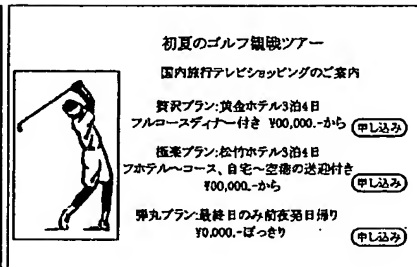 初夏のゴルフ観戦ツアー
国内旅行テレビショッピングのご案内
贅沢プラン:黄金ホテル3泊4日
フルコースディナー付き ¥00,000.-から 申し込み
極楽プラン:松竹ホテル3泊4日
フホテル〜コース、自宅〜空港の送迎付き
¥00,000.-から 申し込み
弾丸プラン:最終日のみ前夜発日帰り
¥0,000.-ぽっきり 申し込み